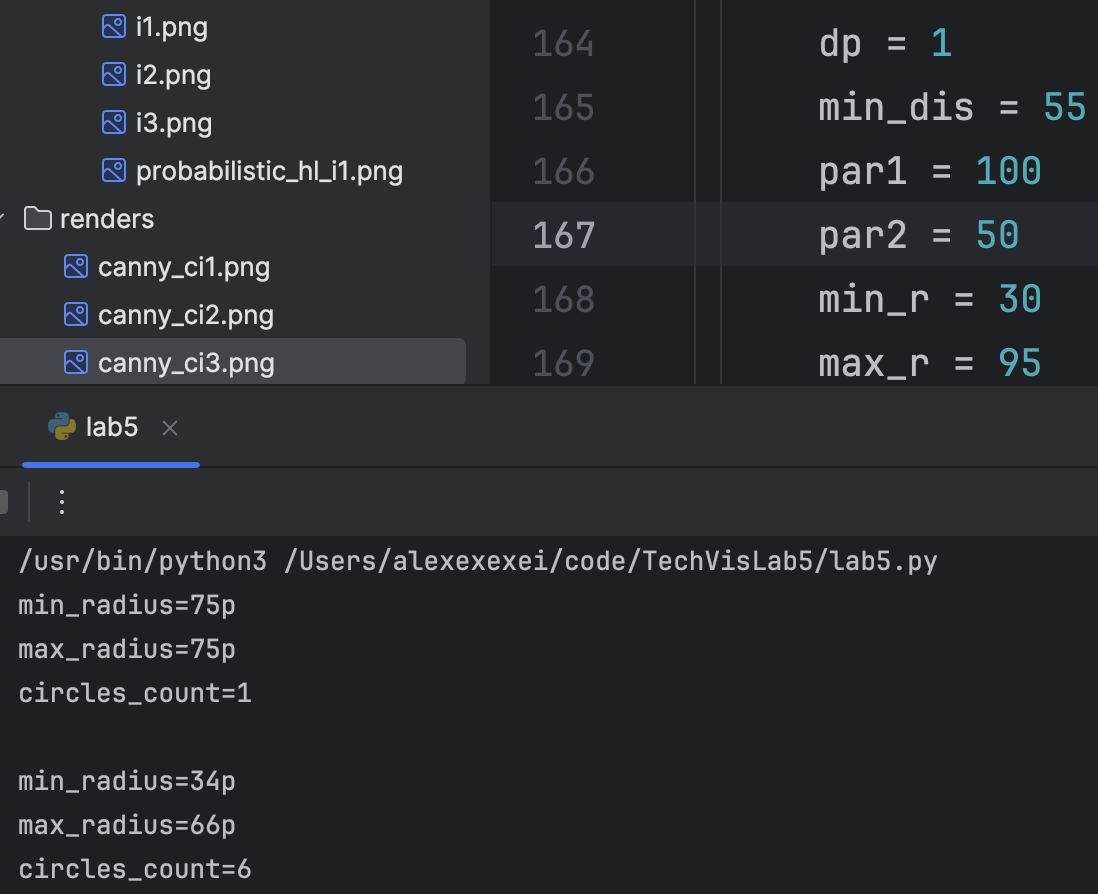 i1.png
i2.png
i3.png
probabilistic_hl_i1.png
renders
canny_ci1.png
canny_ci2.png
canny_ci3.png
164 dp = 1
165 min_dis = 55
166 par1 = 100
167 par2 = 50
168 min_r = 30
169 max_r = 95
lab5
/usr/bin/python3 /Users/alexexexei/code/TechVisLab5/lab5.py
min_radius=75p
max_radius=75p
circles_count=1
min_radius=34p
max_radius=66p
circles_count=6